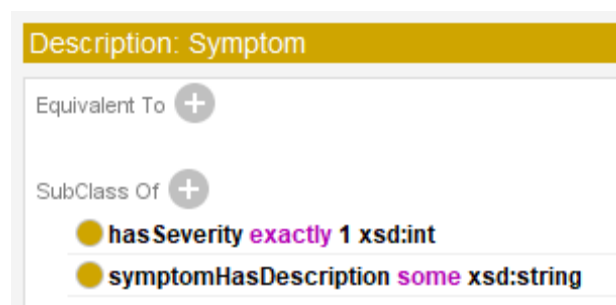 Description: Symptom
Equivalent To
SubClass Of
hasSeverity exactly 1 xsd:int
symptomHasDescription some xsd:string